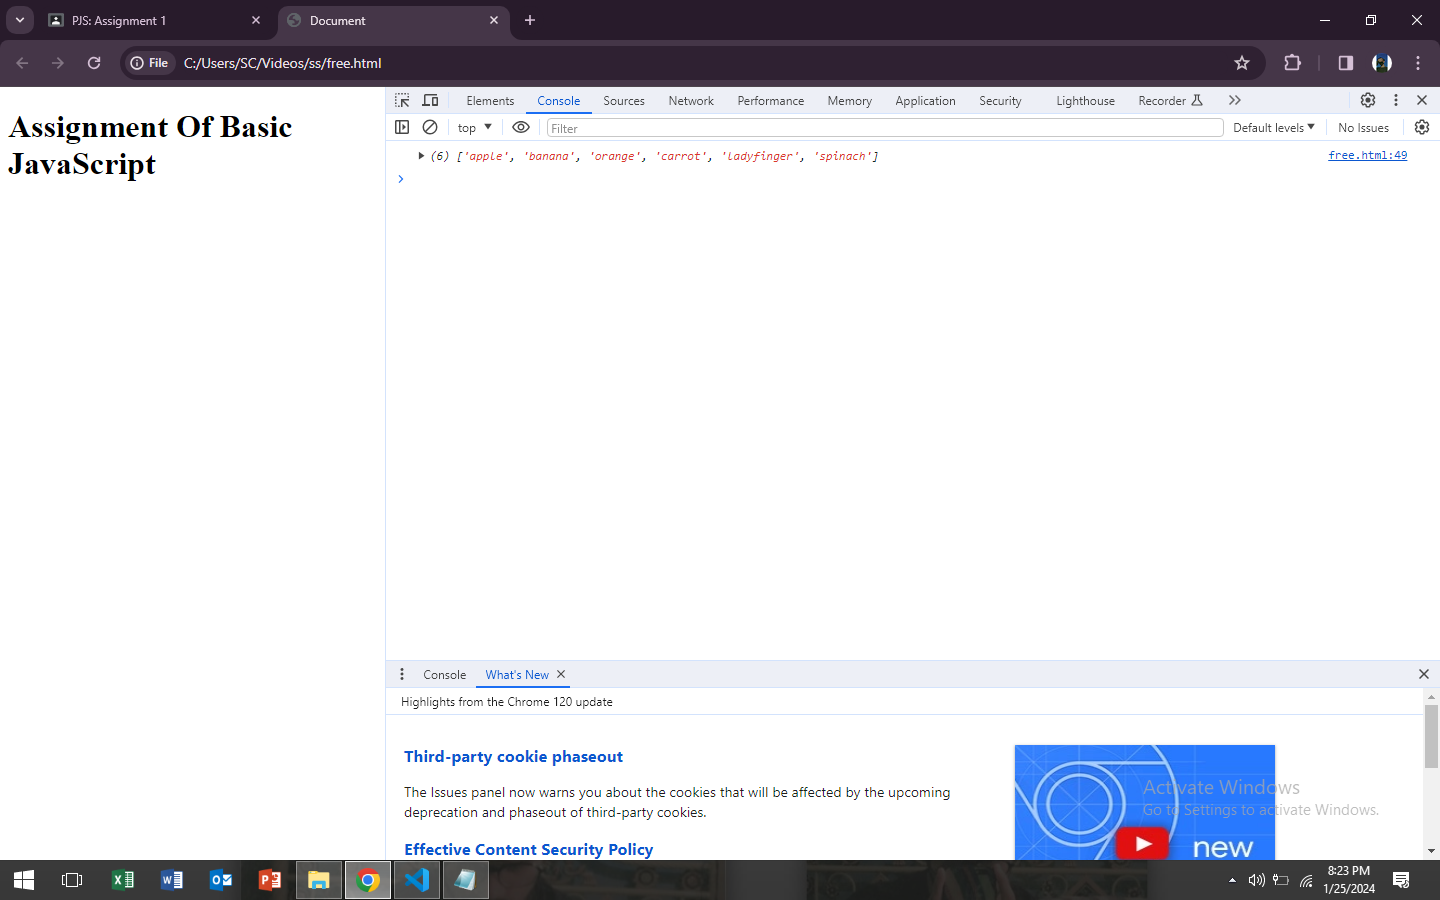 PJS: Assignment 1
Document
File
C:/Users/SC/Videos/ss/free.html
Assignment Of Basic
JavaScript
Elements Console Sources Network Performance Memory Application Security Lighthouse Recorder
top Filter Default levels No Issues
(6) ['apple', 'banana', 'orange', 'carrot', 'ladyfinger', 'spinach'] free.html:49
Console What's New
Highlights from the Chrome 120 update
Third-party cookie phaseout
The Issues panel now warns you about the cookies that will be affected by the upcoming
deprecation and phaseout of third-party cookies.
Effective Content Security Policy
new
Activate Windows
Go to Settings to activate Windows.
8:23 PM
1/25/2024